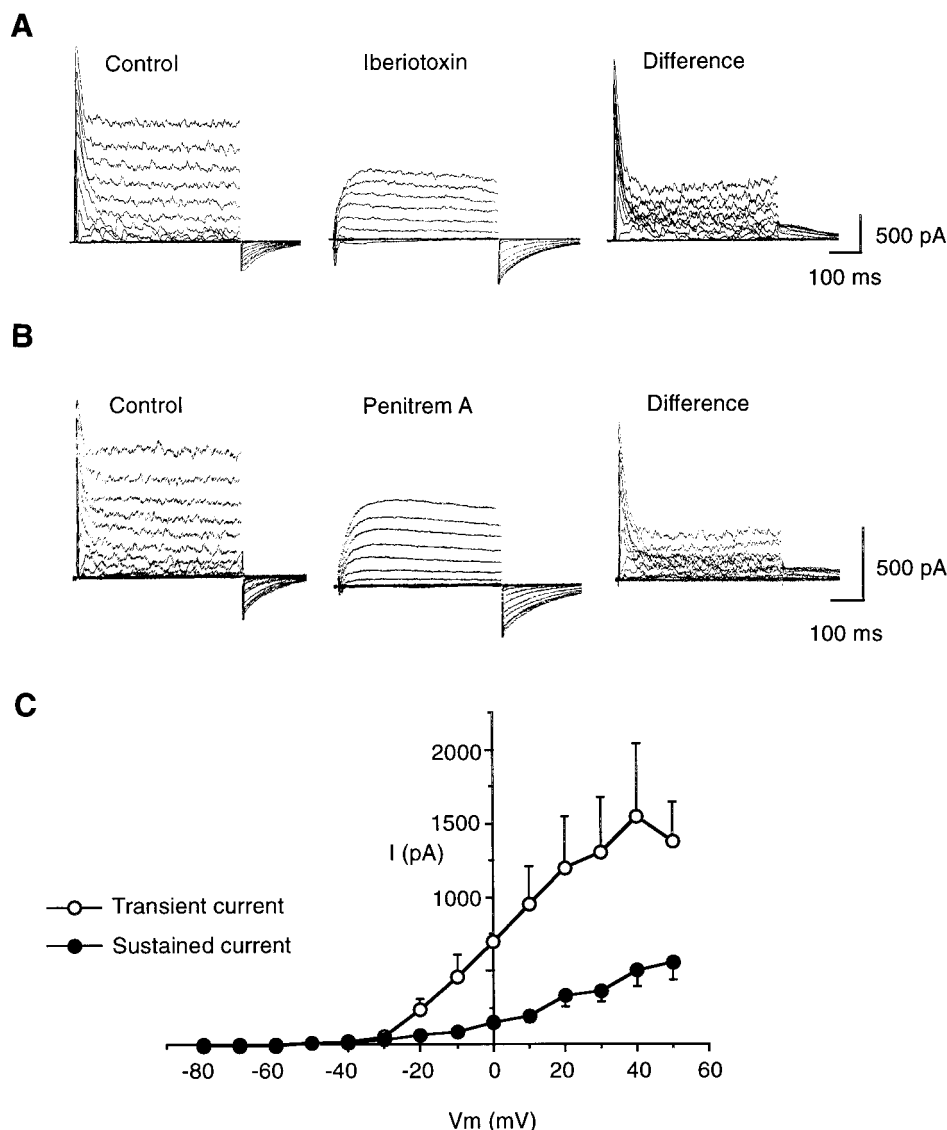 A
Control
Iberiotoxin
Difference
500 pA
100 ms
B
Control
Penitrem A
Difference
500 pA
100 ms
C
2000
1500
I (pA)
1000
Transient current
Sustained current
-80 -60 -40 -20 0 20 40 60
Vm (mV)